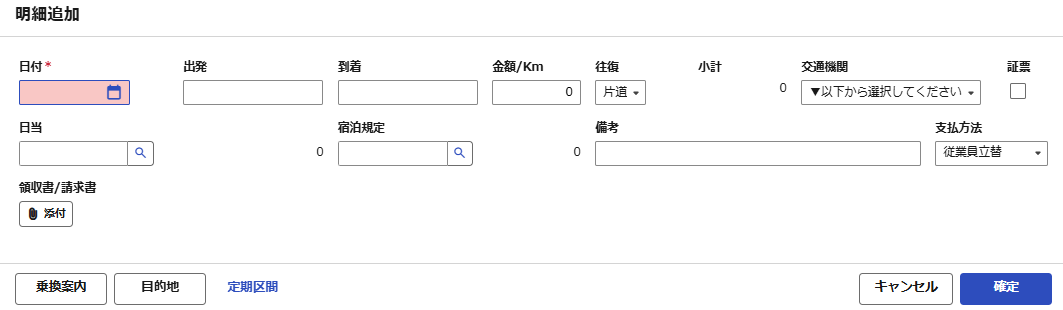 明細追加
日付* 出発 到着 金額/Km 往復 小計 交通機関 証票
0 片道 0 ▼以下から選択してください
日当 宿泊規定 備考 支払方法
0 0 従業員立替
領収書/請求書
添付
乗換案内 目的地 定期区間 キャンセル 確定